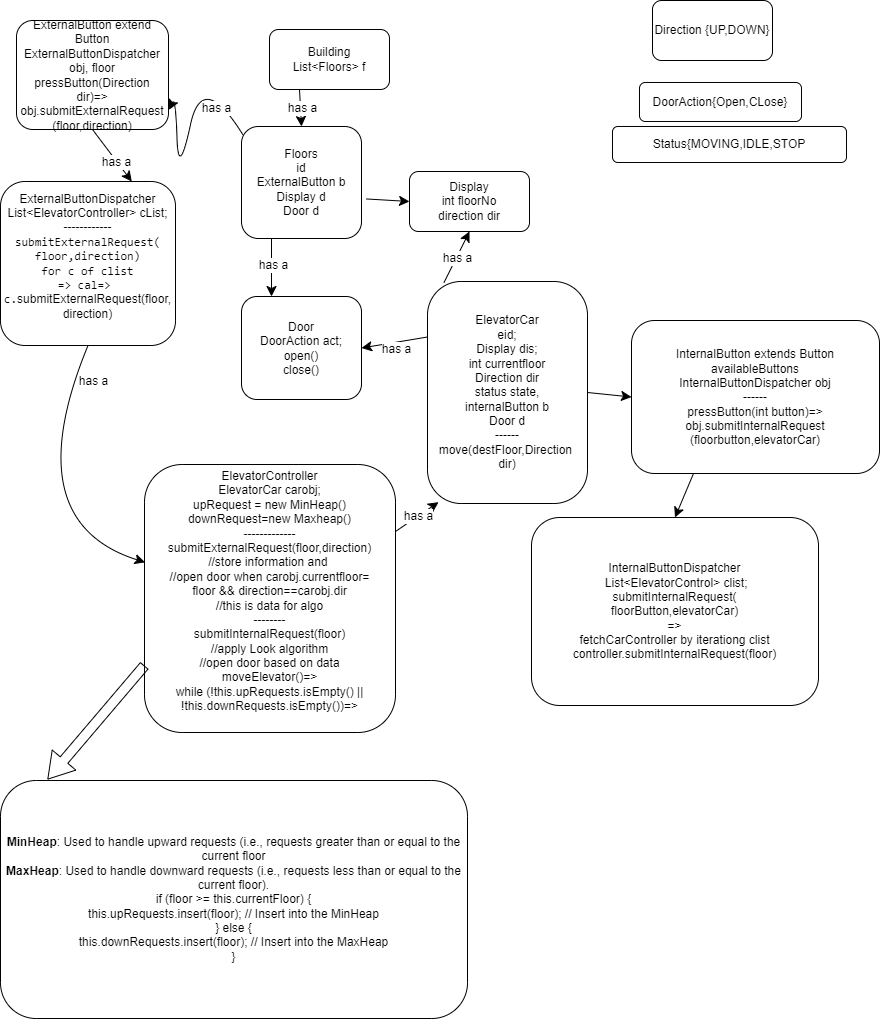 ExternalButton extend
Button
ExternalButtonDispatcher
obj, floor
pressButton(Direction
dir)=>
obj.submitExternalRequest
(floor,direction)
Building
List<Floors> f
Direction {UP,DOWN}
DoorAction{Open,CLose}
Status{MOVING,IDLE,STOP
has a
has a
has a
Floors
id
ExternalButton b
Display d
Door d
Display
int floorNo
direction dir
ExternalButtonDispatcher
List<ElevatorController> cList;
------------
submitExternalRequest(
floor,direction)
for c of clist
=> cal=>
c.submitExternalRequest(floor,
direction)
has a
has a
Door
DoorAction act;
open()
close()
has a
ElevatorCar
eid;
Display dis;
int currentfloor
Direction dir
status state,
internalButton b
Door d
------
move(destFloor,Direction
dir)
InternalButton extends Button
availableButtons
InternalButtonDispatcher obj
------
pressButton(int button)=>
obj.submitInternalRequest
(floorbutton,elevatorCar)
has a
has a
ElevatorController
ElevatorCar carobj;
upRequest = new MinHeap()
downRequest=new Maxheap()
-------------
submitExternalRequest(floor,direction)
//store information and
//open door when carobj.currentfloor=
floor && direction==carobj.dir
//this is data for algo
--------
submitInternalRequest(floor)
//apply Look algorithm
//open door based on data
moveElevator()=>
while (!this.upRequests.isEmpty() ||
!this.downRequests.isEmpty())=>
InternalButtonDispatcher
List<ElevatorControl> clist;
submitInternalRequest(
floorButton,elevatorCar)
=>
fetchCarController by iterationg clist
controller.submitInternalRequest(floor)
MinHeap: Used to handle upward requests (i.e., requests greater than or equal to the
current floor
MaxHeap: Used to handle downward requests (i.e., requests less than or equal to the
current floor).
if (floor >= this.currentFloor) {
this.upRequests.insert(floor); // Insert into the MinHeap
} else {
this.downRequests.insert(floor); // Insert into the MaxHeap
}